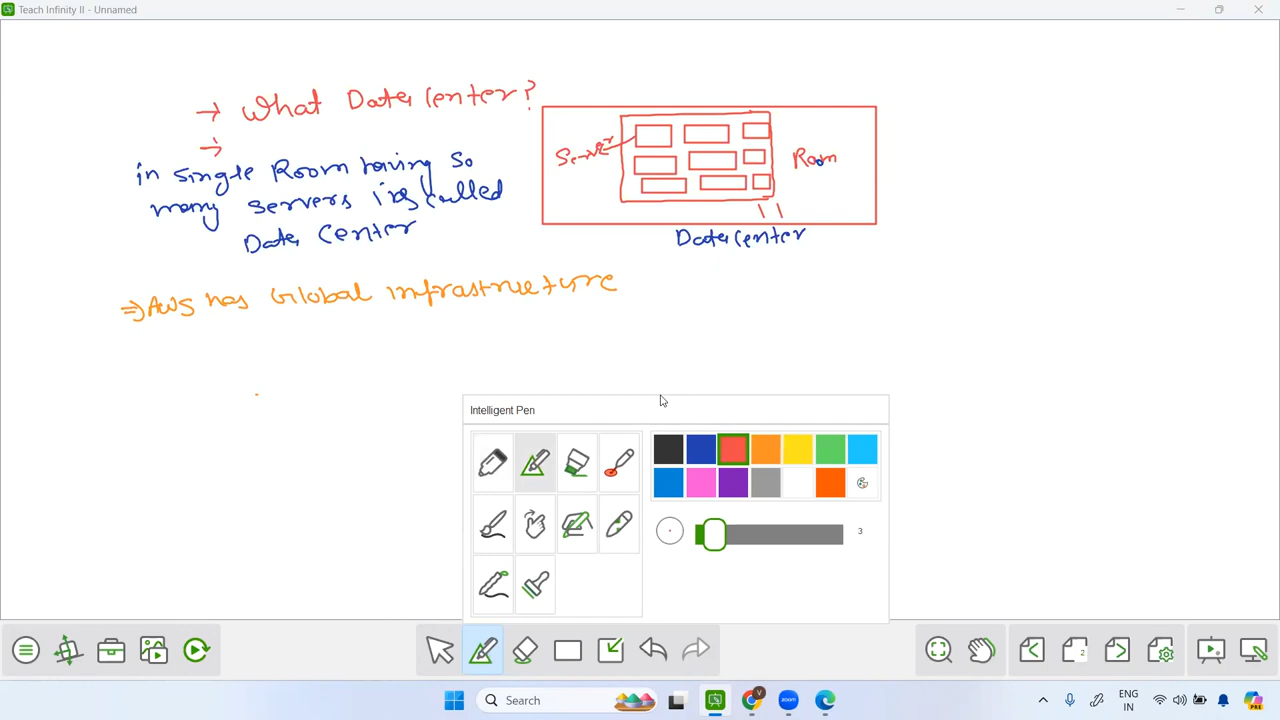 Teach Infinity II - Unnamed
→ What Data Center?
→
in single Room having so
many servers is called
Data Center
Server
Room
Data Center
⇒ AWS has Global infrastructure
Intelligent Pen
3
2
Search
ENG
IN